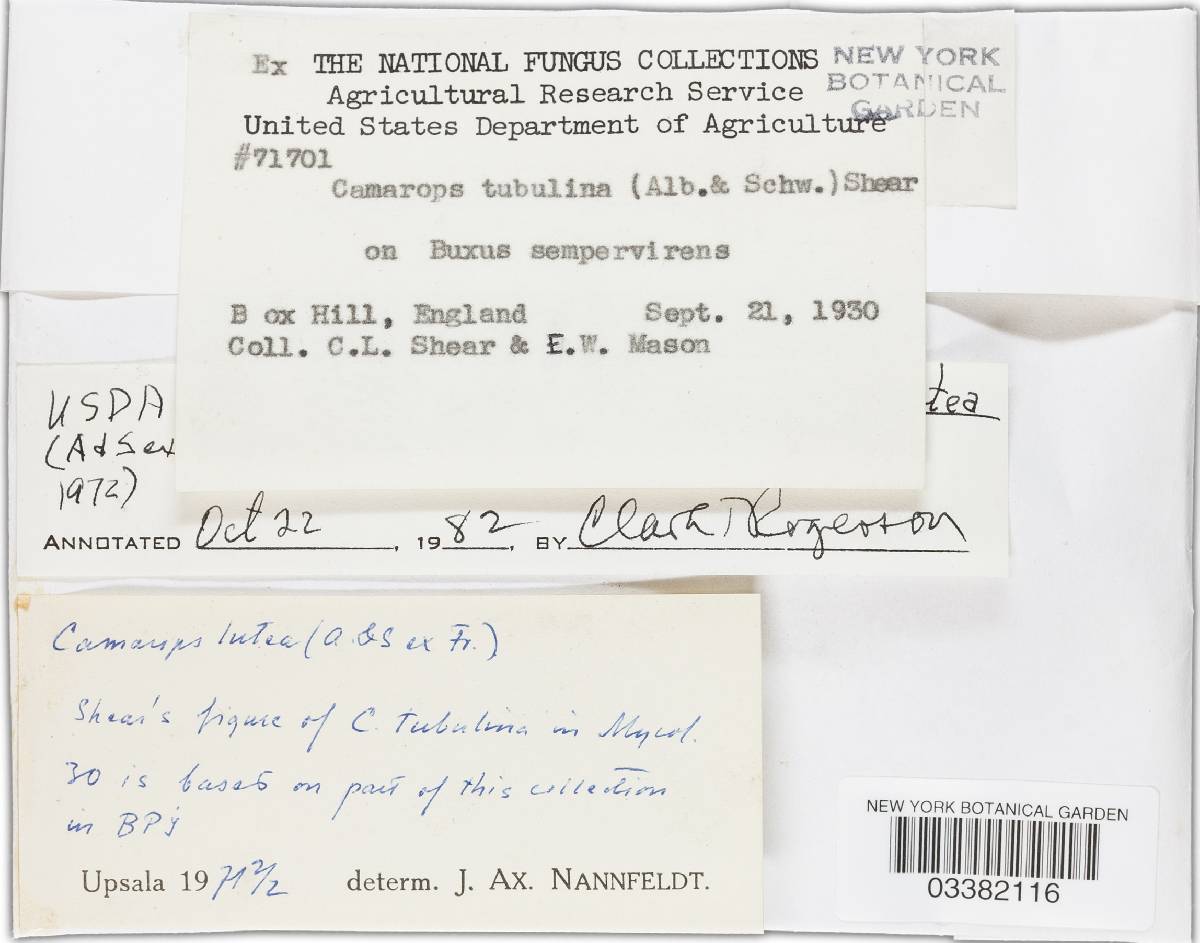 Ex THE NATIONAL FUNGUS COLLECTIONS
Agricultural Research Service
United States Department of Agriculture
NEW YORK
BOTANICAL
GARDEN
#71701
Camarops tubulina (Alb.& Schw.)Shear
on Buxus sempervirens
B ox Hill, England Sept. 21, 1930
Coll. C.L. Shear & E.W. Mason
USDA
tea
(A & S ex
1972)
ANNOTATED Oct 22, 1982, BY Clark T Rogerson
Camarops lutea (A. & S ex Fr.)
Shear's figure of C. tubulina in Mycol.
30 is based on part of this collection
in BPI
Upsala 19 determ. J. AX. NANNFELDT.
NEW YORK BOTANICAL GARDEN
03382116